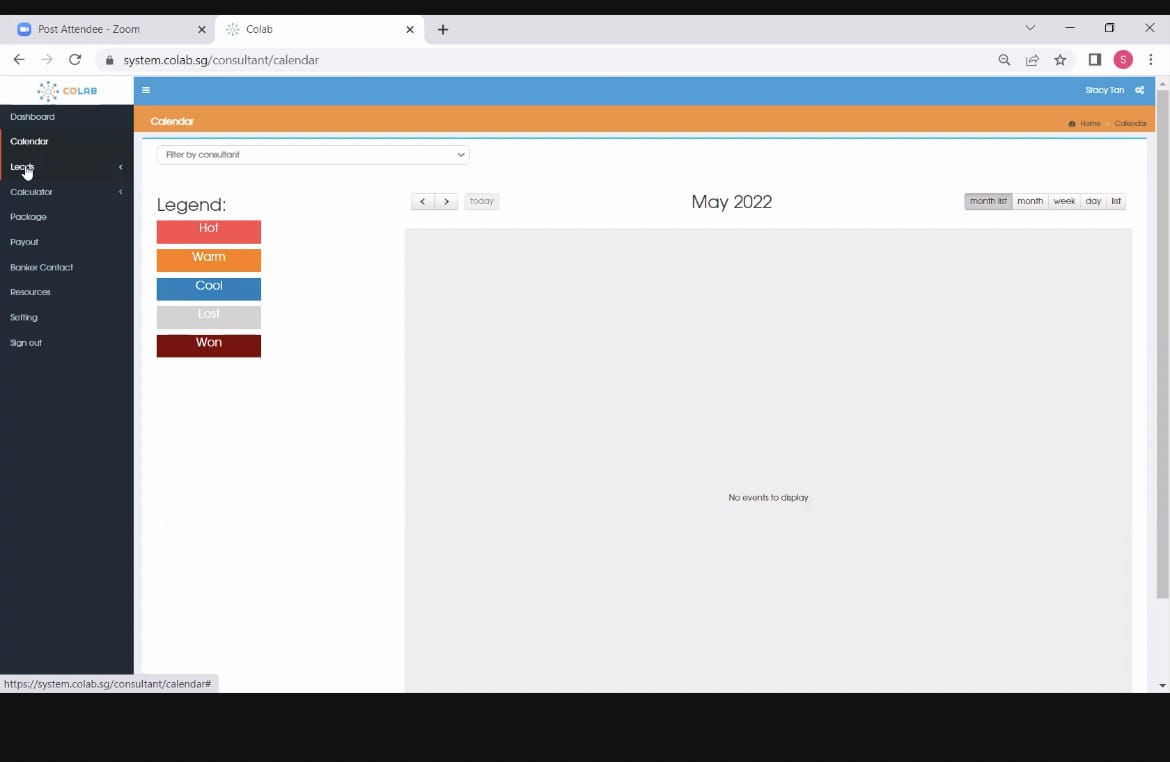 Post Attendee - Zoom
Colab
system.colab.sg/consultant/calendar
S
COLAB
Stacy Tan
Dashboard
Calendar
Home
Calendar
Calendar
Filter by consultant
Leads
Calculator
Package
Payout
Banker Contact
Resources
Setting
Sign out
Legend:
Hot
Warm
Cool
Lost
Won
today
May 2022
month list
month
week
day
list
No events to display
https://system.colab.sg/consultant/calendar#